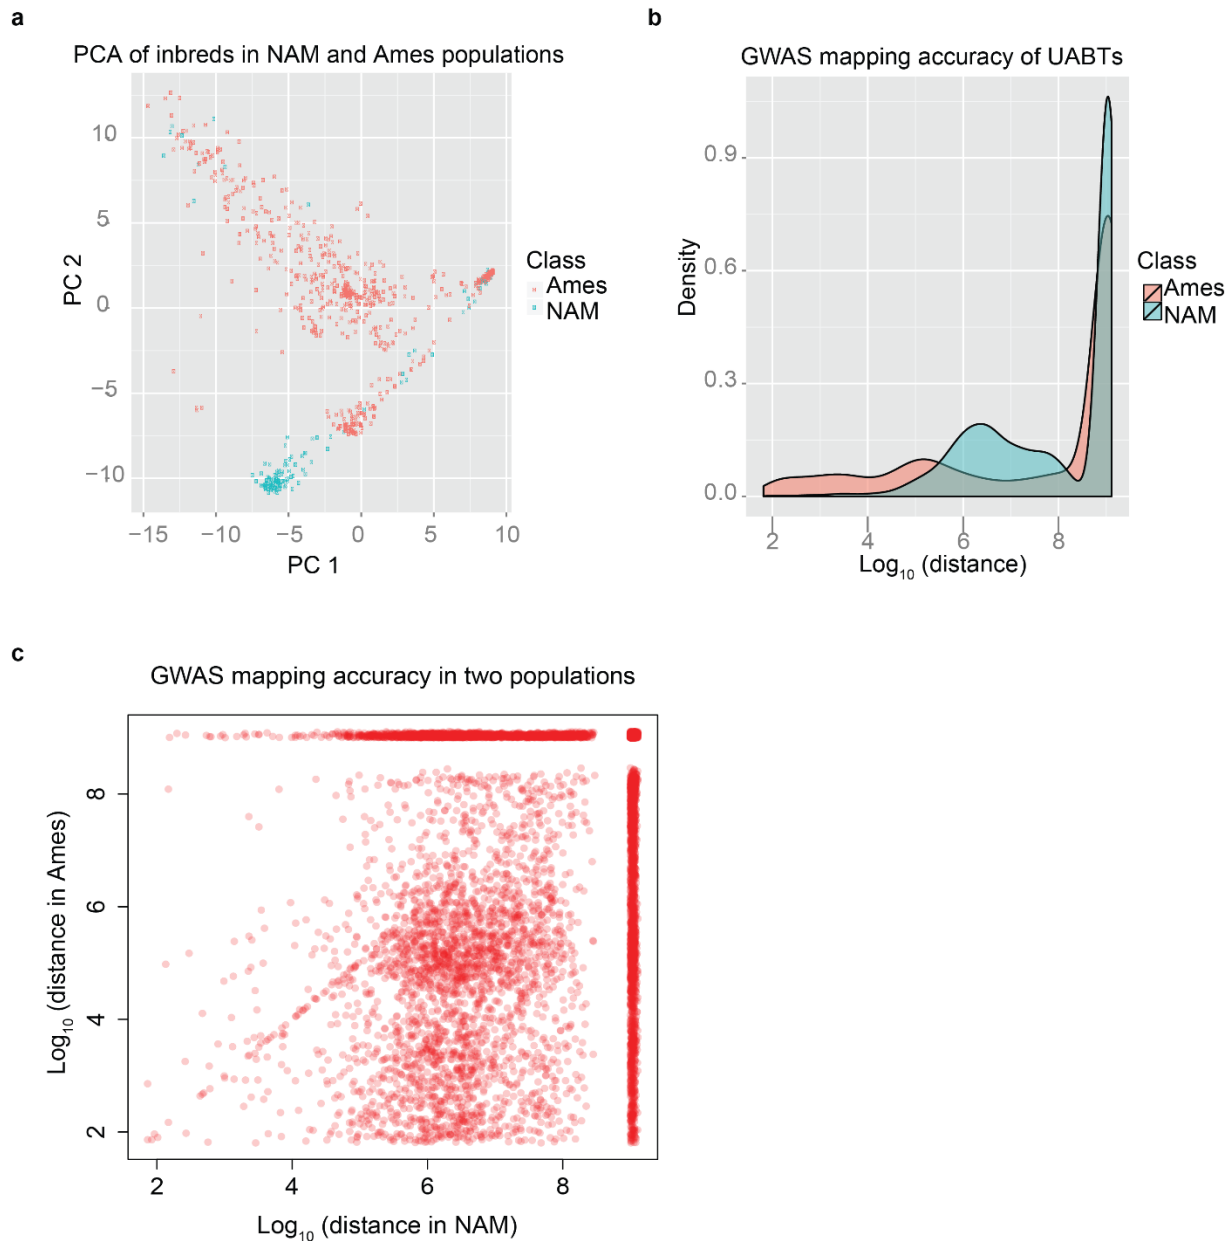 a
PCA of inbreds in NAM and Ames populations
10
5
0
−5
−10
PC 2
−15 −10 −5 0 5 10
PC 1
Class
Ames
NAM
b
GWAS mapping accuracy of UABTs
0.9
0.6
0.3
0.0
Density
2 4 6 8
Log10 (distance)
Class
Ames
NAM
c
GWAS mapping accuracy in two populations
8
6
4
2
Log10 (distance in Ames)
2 4 6 8
Log10 (distance in NAM)